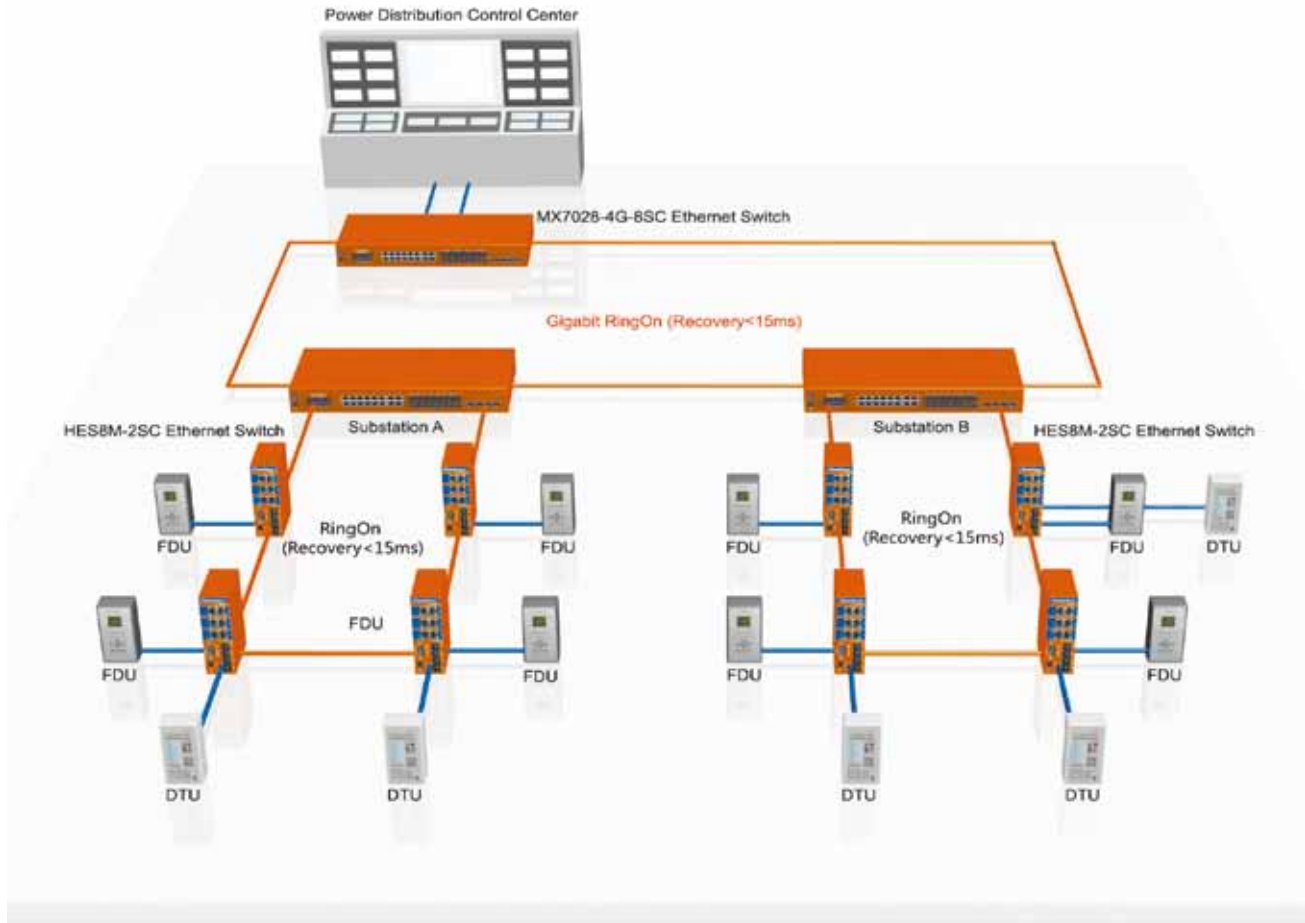 Power Distribution Control Center
MX7028-4G-8SC Ethernet Switch
Gigabit RingOn (Recovery<15ms)
Substation A
Substation B
HES8M-2SC Ethernet Switch
HES8M-2SC Ethernet Switch
RingOn
(Recovery<15ms)
RingOn
(Recovery<15ms)
FDU
FDU
FDU
FDU
DTU
FDU
FDU
FDU
FDU
FDU
DTU
DTU
DTU
DTU